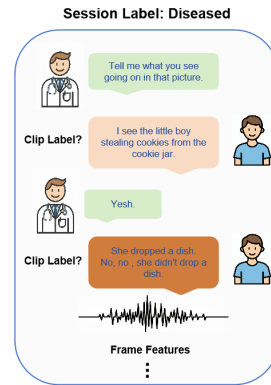 Session Label: Diseased
Tell me what you see
going on in that picture.
Clip Label?
I see the little boy
stealing cookies from the
cookie jar.
Yesh.
Clip Label?
She dropped a dish.
No, no , she didn't drop a
dish.
Frame Features